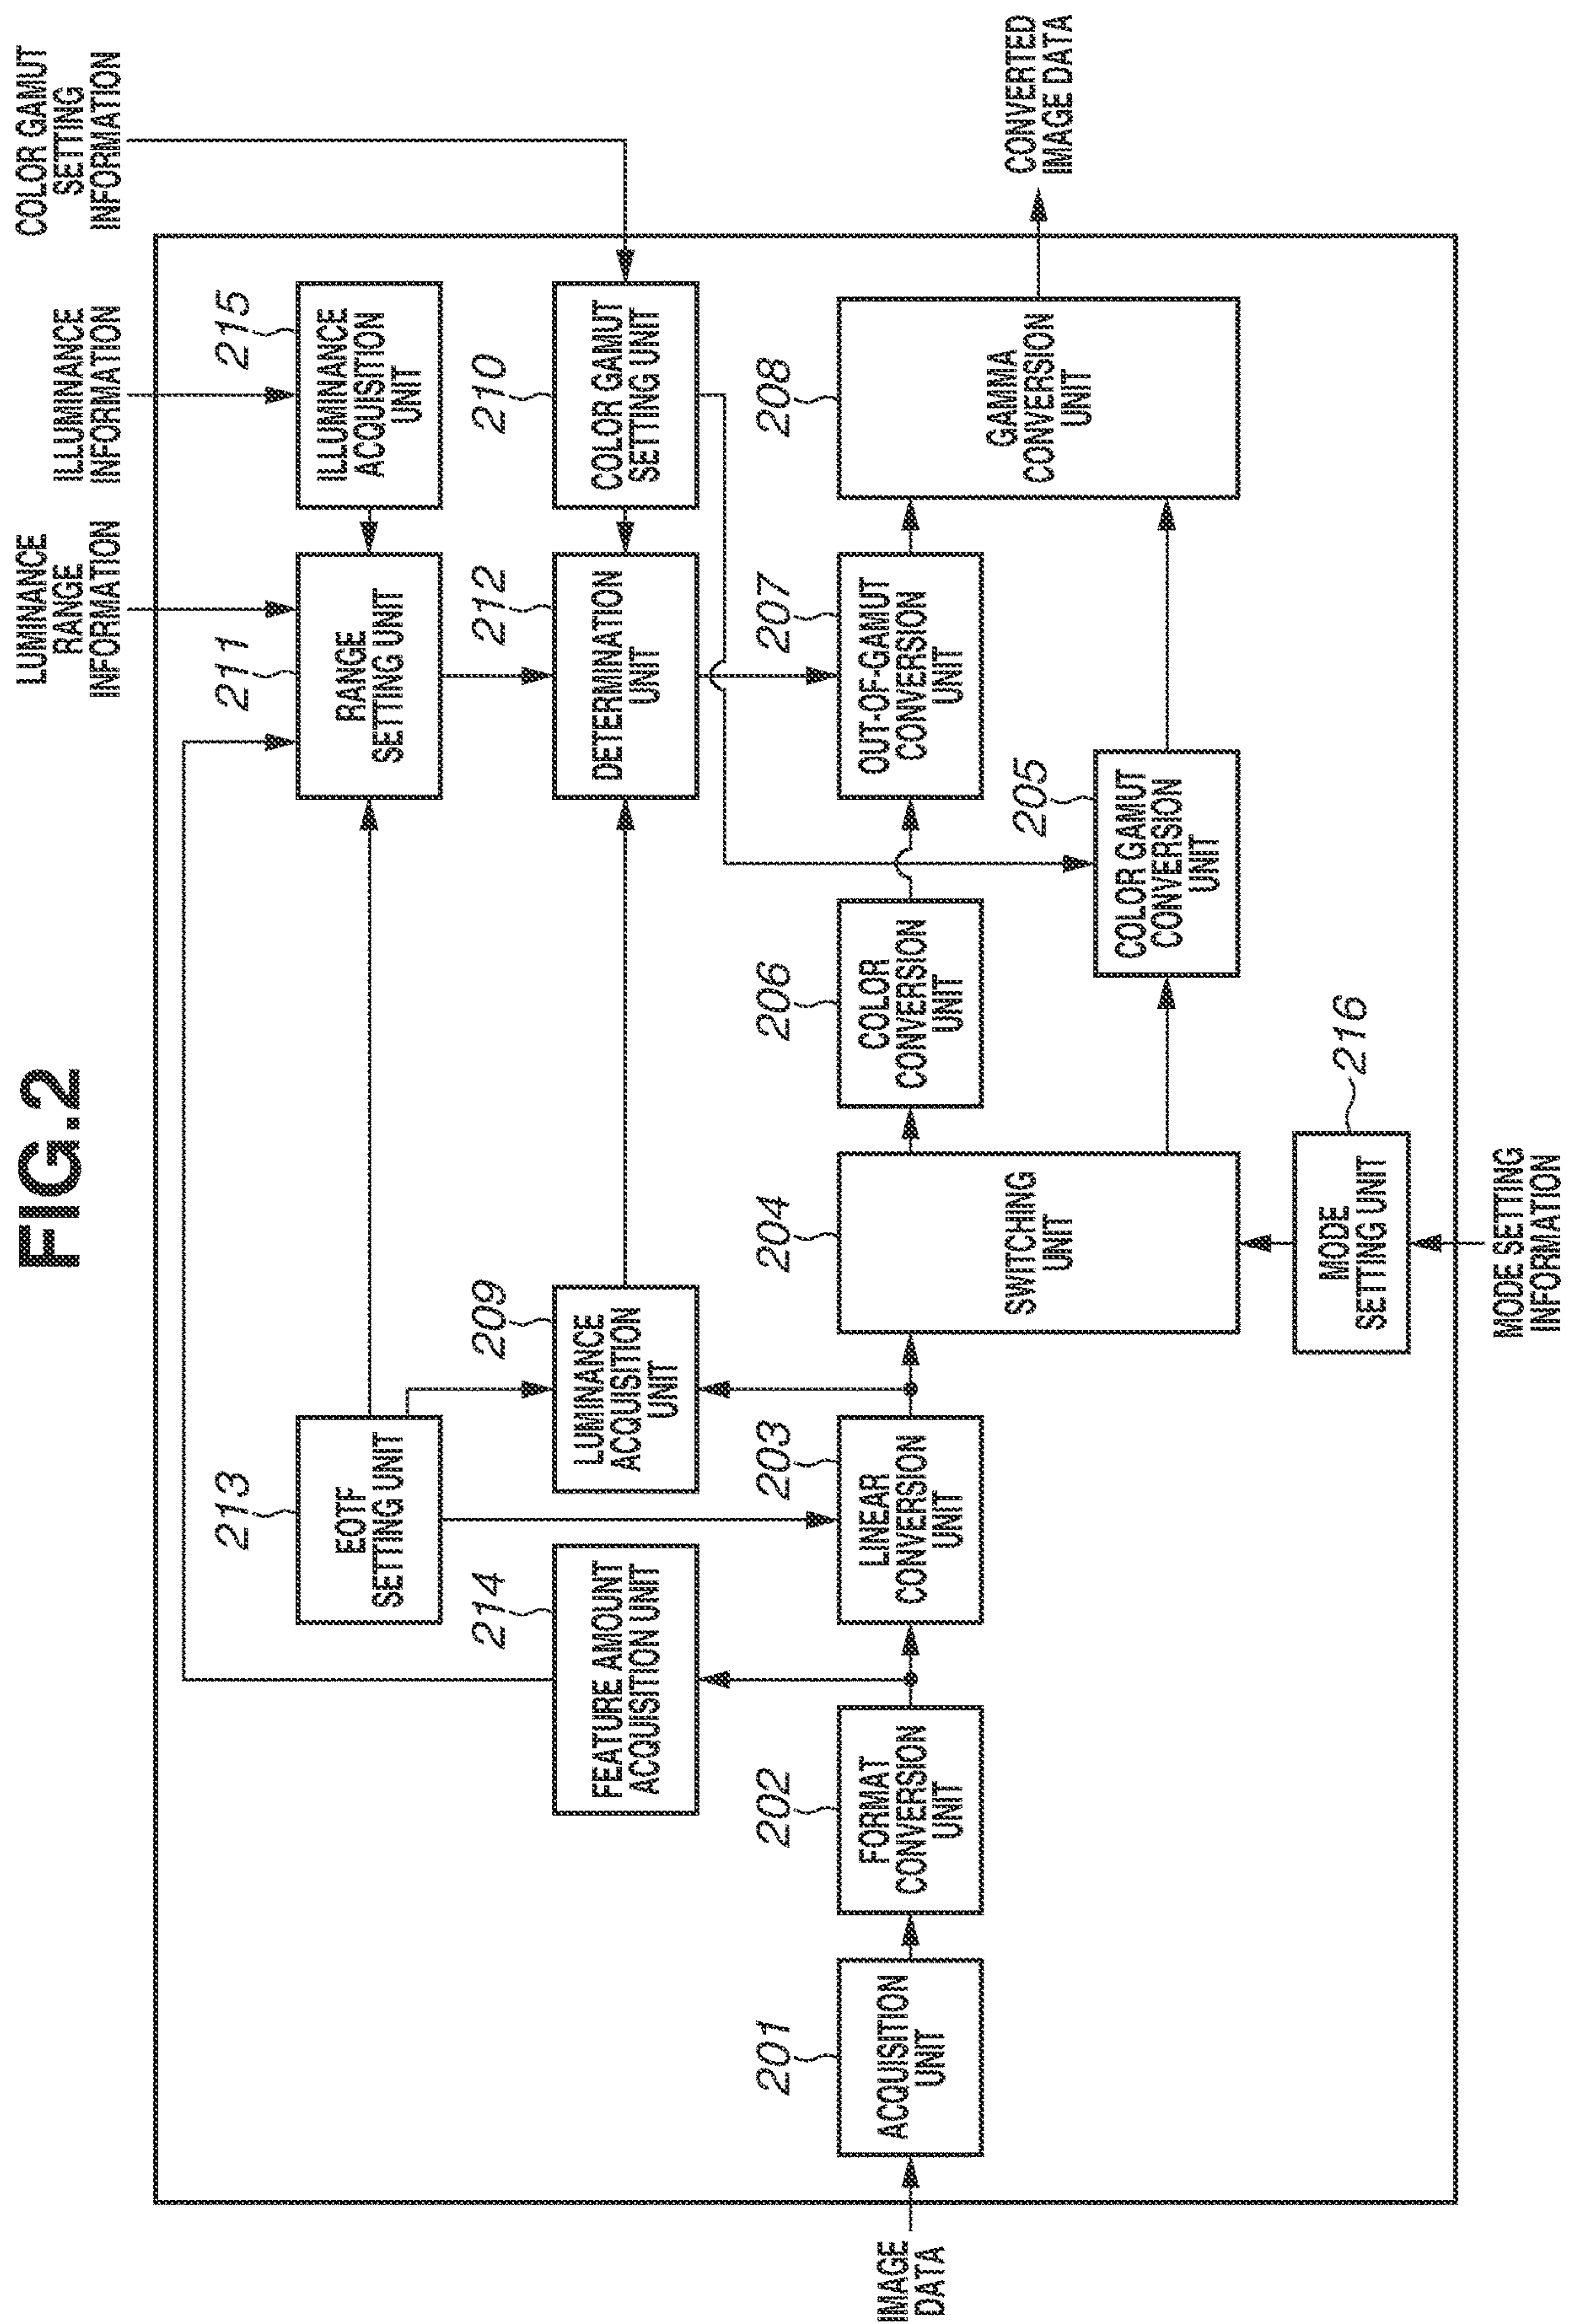 FIG.2
COLOR GAMUT
SETTING
INFORMATION
ILLUMINANCE
INFORMATION
LUMINANCE
RANGE
INFORMATION
215
ILLUMINANCE
ACQUISITION
UNIT
211
RANGE
SETTING UNIT
213
EOTF
SETTING UNIT
210
COLOR GAMUT
SETTING UNIT
212
DETERMINATION
UNIT
209
LUMINANCE
ACQUISITION
UNIT
214
FEATURE AMOUNT
ACQUISITION UNIT
IMAGE
DATA
201
ACQUISITION
UNIT
202
FORMAT
CONVERSION
UNIT
203
LINEAR
CONVERSION
UNIT
204
SWITCHING
UNIT
206
COLOR
CONVERSION
UNIT
207
OUT-OF-GAMUT
CONVERSION
UNIT
208
GAMMA
CONVERSION
UNIT
CONVERTED
IMAGE DATA
205
COLOR GAMUT
CONVERSION
UNIT
216
MODE
SETTING UNIT
MODE SETTING
INFORMATION